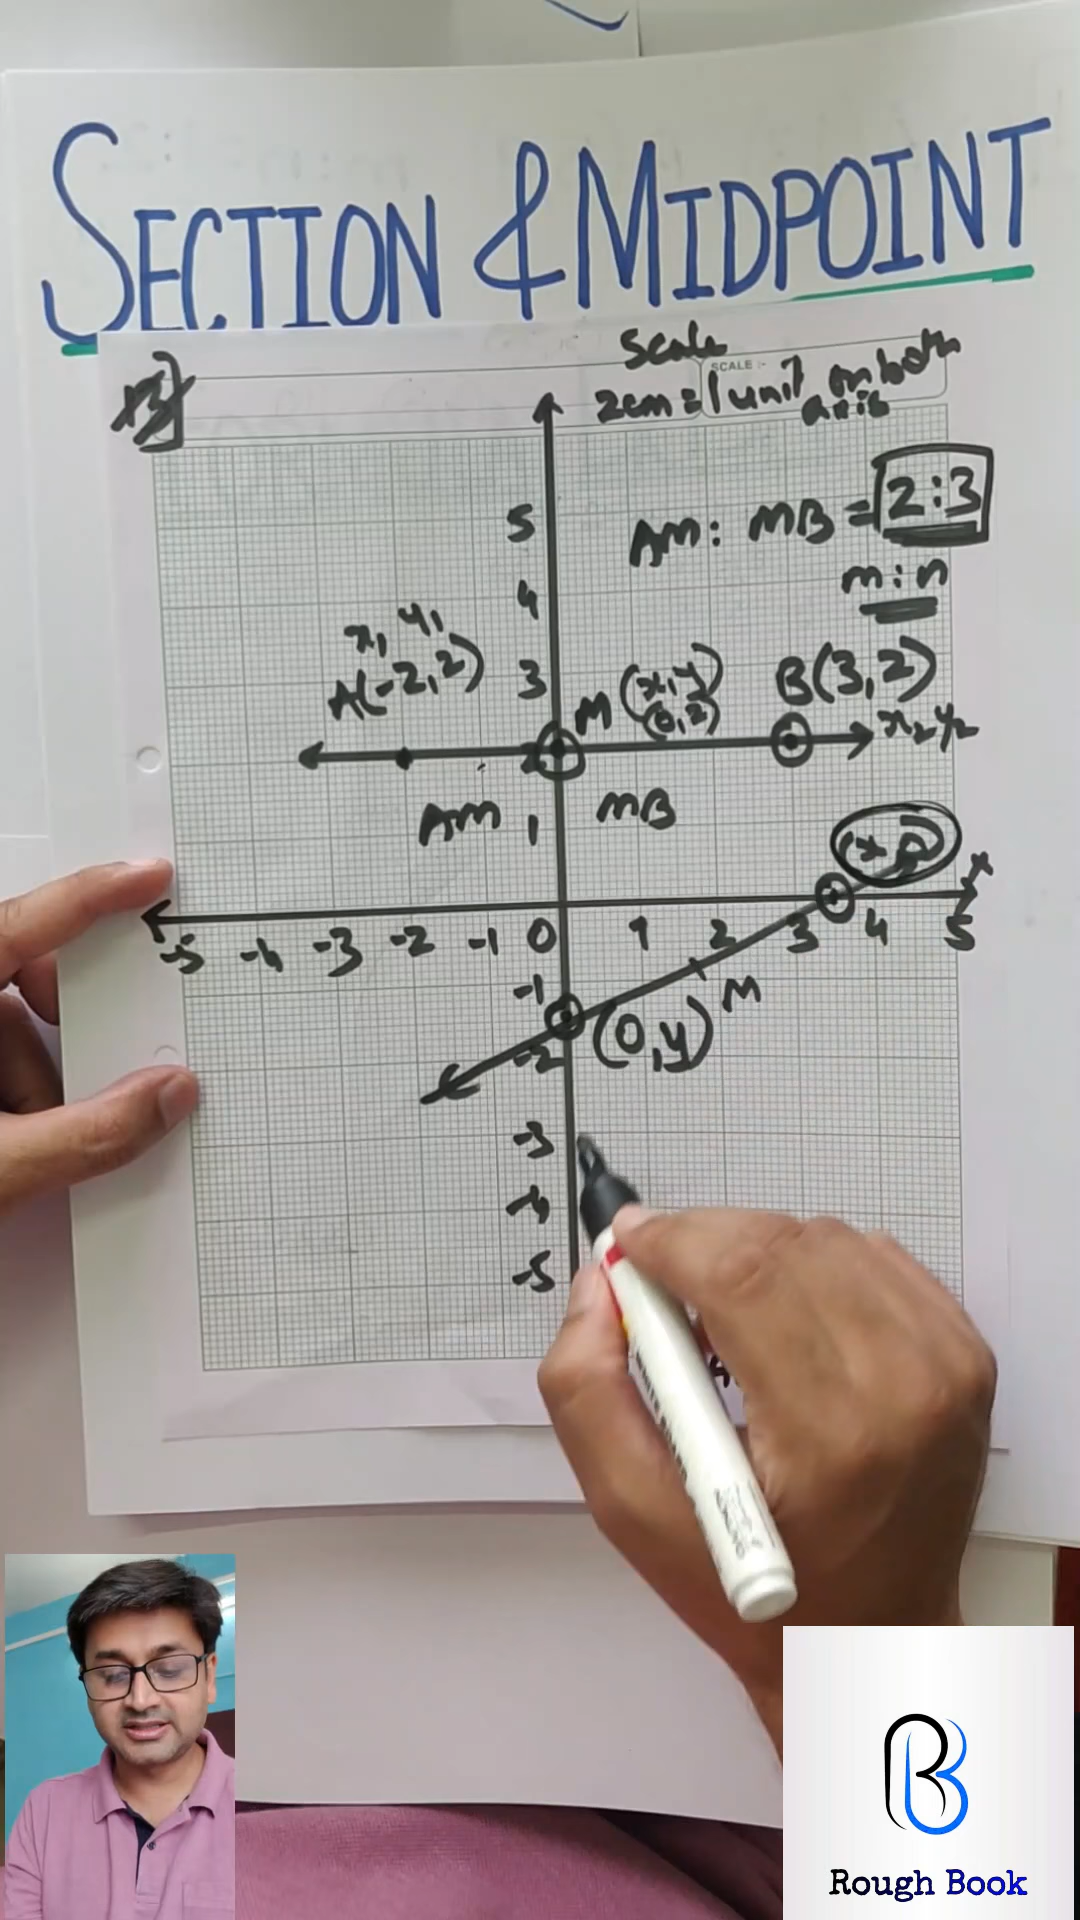 SECTION & MIDPOINT
Scale
SCALE :-
2cm = 1 unit on both
axis
AM : MB = 2:3
m:n
5
4
x₁ y₁
A(-2,2)
3
M (x,y)
(0,2)
B(3,2)
x₂ y₂
2
AM
MB
1
(x,0)
x
-5 -4 -3 -2 -1 0 1 2 3 4 5
-1
M
(0,y)
-2
-3
-4
-5
B
Rough Book